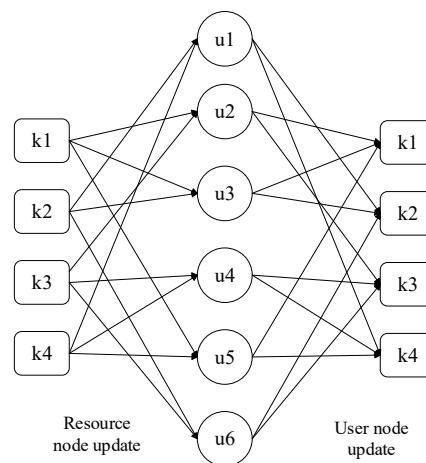 u1
u2
u3
u4
u5
u6
k1
k2
k3
k4
k1
k2
k3
k4
Resource
node update
User node
update